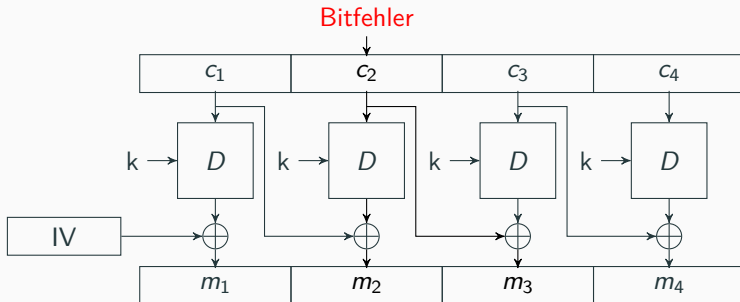 Bitfehler
c1 c2 c3 c4
k D k D k D k D
IV
m1 m2 m3 m4